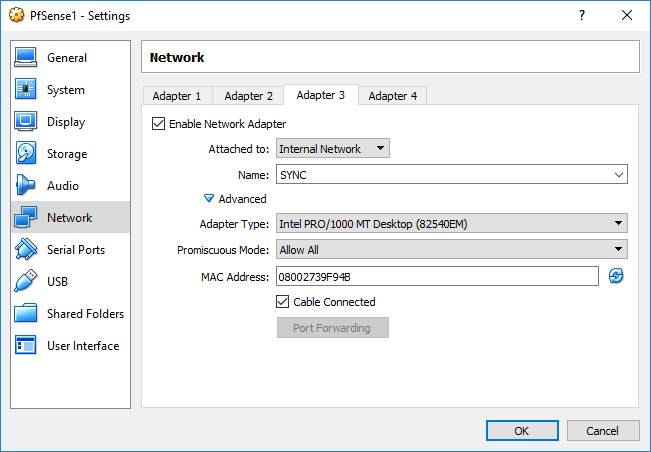 PfSense1 - Settings
?
General
System
Display
Storage
Audio
Network
Serial Ports
USB
Shared Folders
User Interface
Network
Adapter 1 Adapter 2 Adapter 3 Adapter 4
Enable Network Adapter
Attached to: Internal Network
Name: SYNC
Advanced
Adapter Type: Intel PRO/1000 MT Desktop (82540EM)
Promiscuous Mode: Allow All
MAC Address: 08002739F94B
Cable Connected
Port Forwarding
OK Cancel